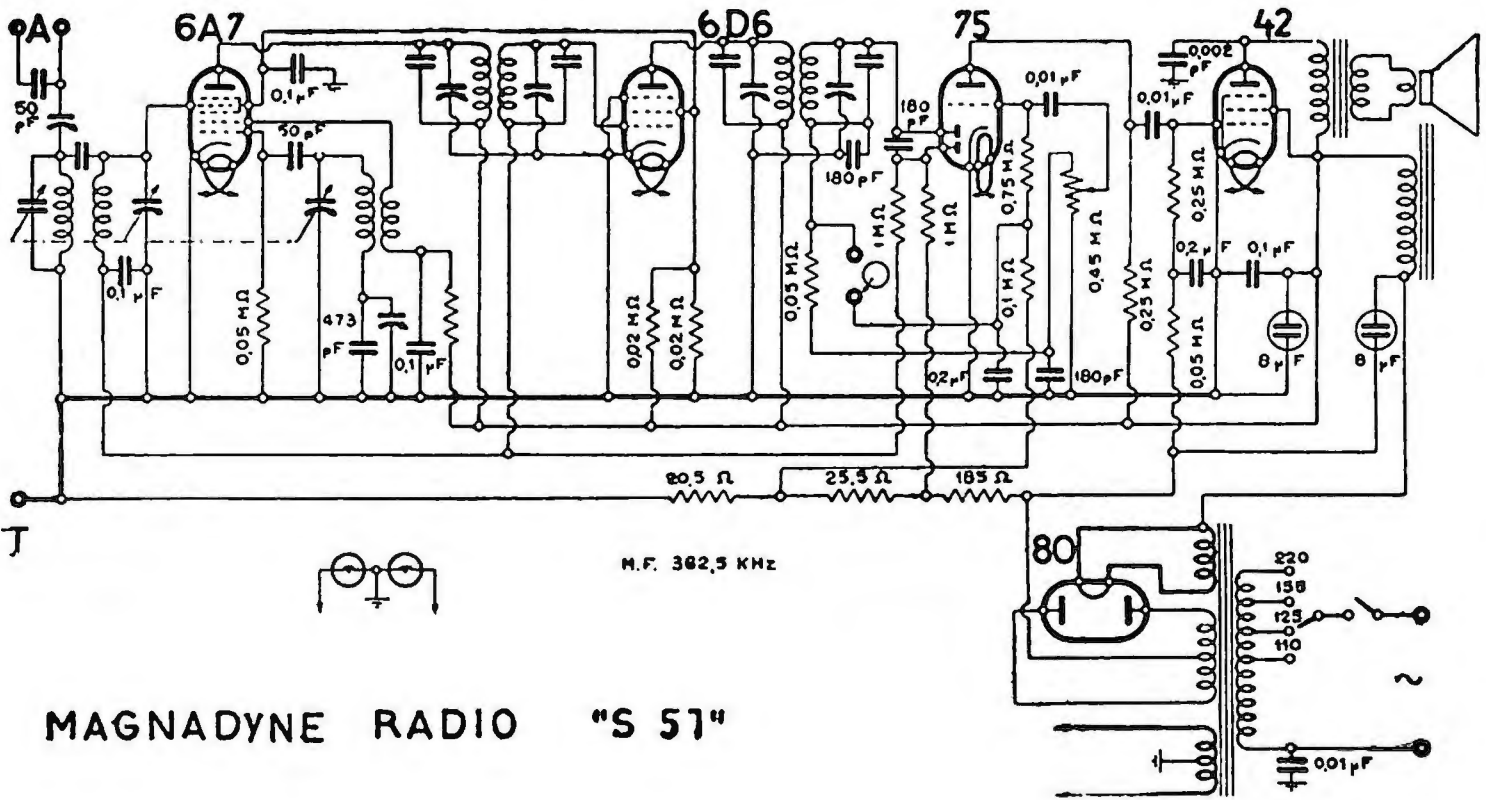 A
6A7
6D6
75
42
50 pF
0,1 µF
50 pF
0,1 µF
0,05 MΩ
473 pF
0,1 µF
0,02 MΩ
0,02 MΩ
180 pF
180 pF
0,05 MΩ
1 MΩ
1 MΩ
0,01 µF
0,75 MΩ
0,1 MΩ
0,45 MΩ
0,2 µF
180 pF
0,002 pF
0,01 µF
0,25 MΩ
0,25 MΩ
0,2 µF
0,1 µF
0,05 MΩ
8 µF
8 µF
20,5 Ω
25,5 Ω
185 Ω
T
M.F. 362,5 KHz
80
220
155
125
110
~
0,01 µF
MAGNADYNE RADIO "S 57"